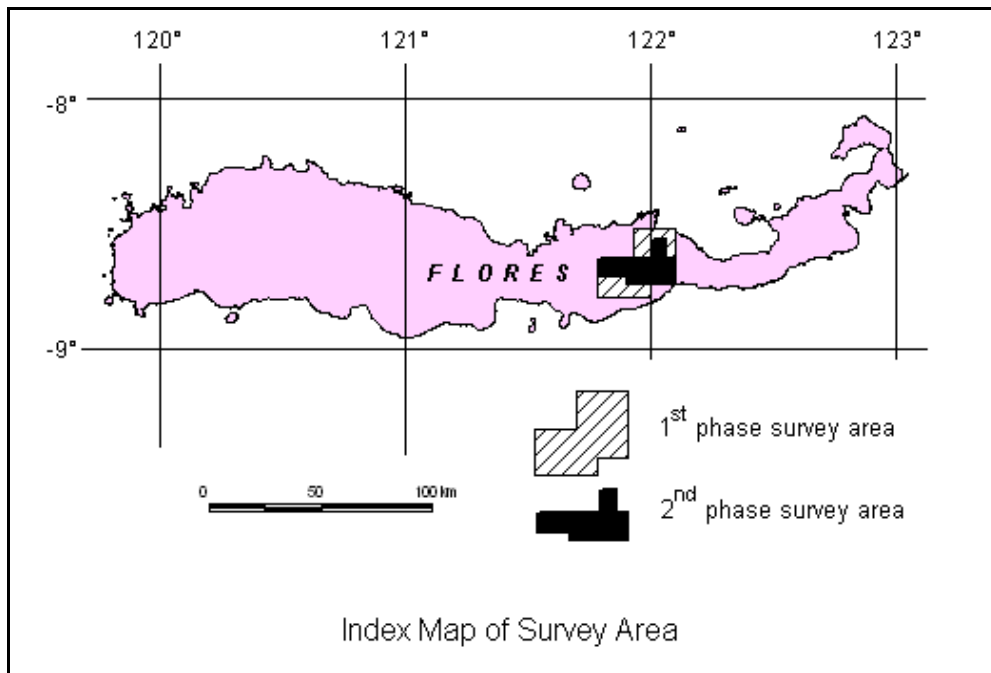 120° 121° 122° 123°
-8°
FLORES
-9°
1st phase survey area
0 50 100 km
2nd phase survey area
Index Map of Survey Area